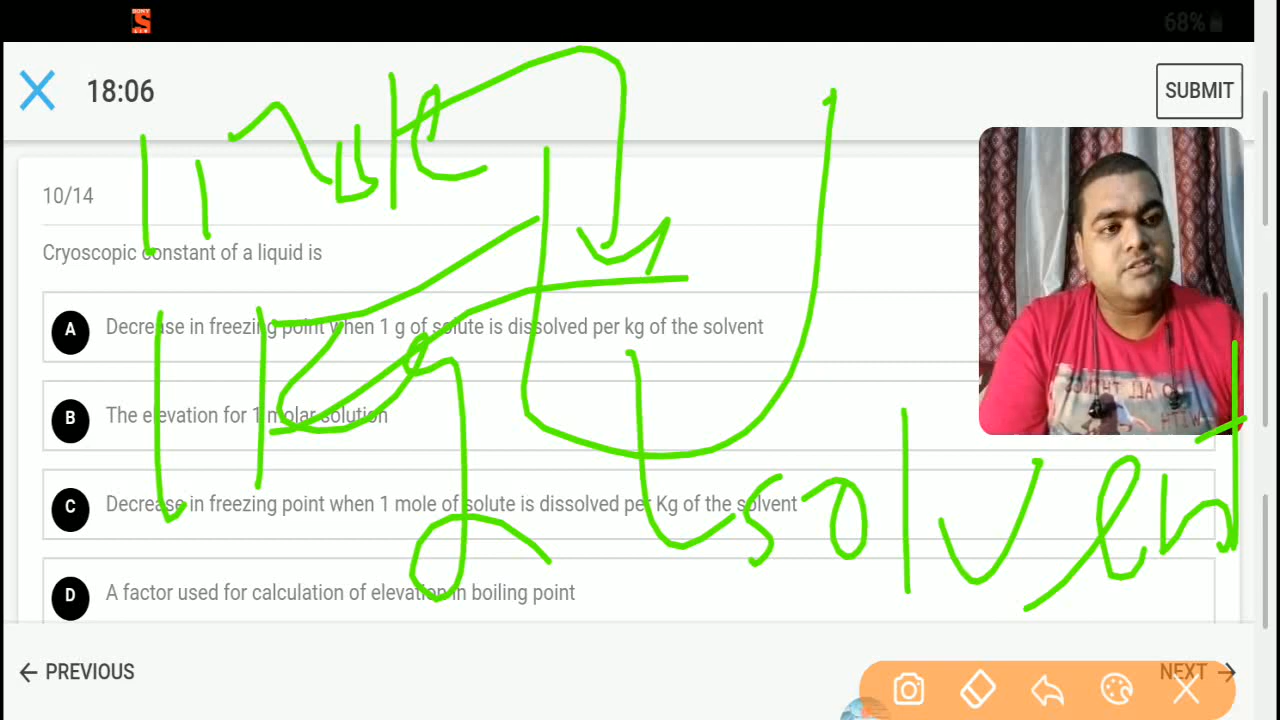 68%
18:06
SUBMIT
10/14
Cryoscopic constant of a liquid is
A Decrease in freezing point when 1 g of solute is dissolved per kg of the solvent
B The elevation for 1 molar solution
C Decrease in freezing point when 1 mole of solute is dissolved per Kg of the solvent
D A factor used for calculation of elevation in boiling point
1 Kg
solvent
PREVIOUS
NEXT